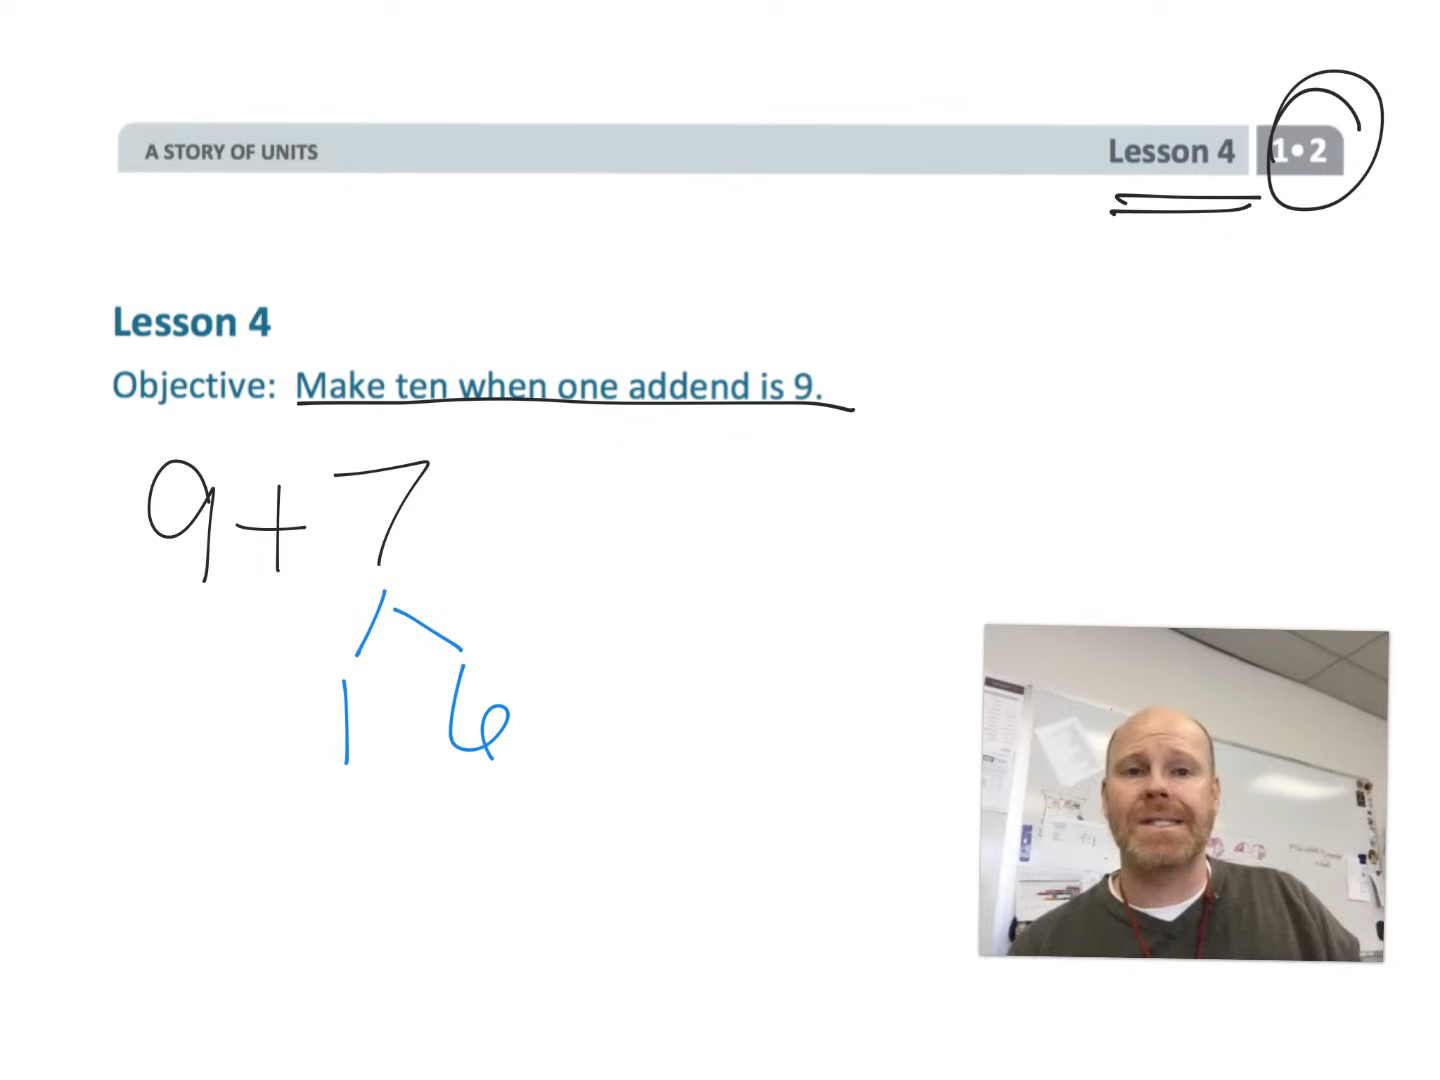 A STORY OF UNITS
Lesson 4
1•2
Lesson 4
Objective: Make ten when one addend is 9.
9+7
1 6